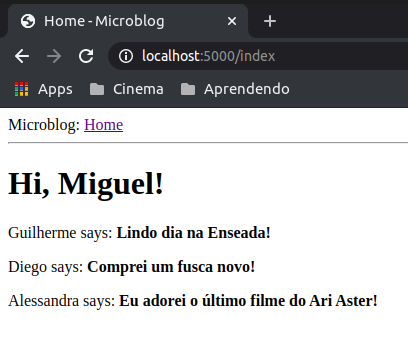 Home - Microblog
localhost:5000/index
Apps Cinema Aprendendo
Microblog: Home
Hi, Miguel!
Guilherme says: Lindo dia na Enseada!
Diego says: Comprei um fusca novo!
Alessandra says: Eu adorei o último filme do Ari Aster!